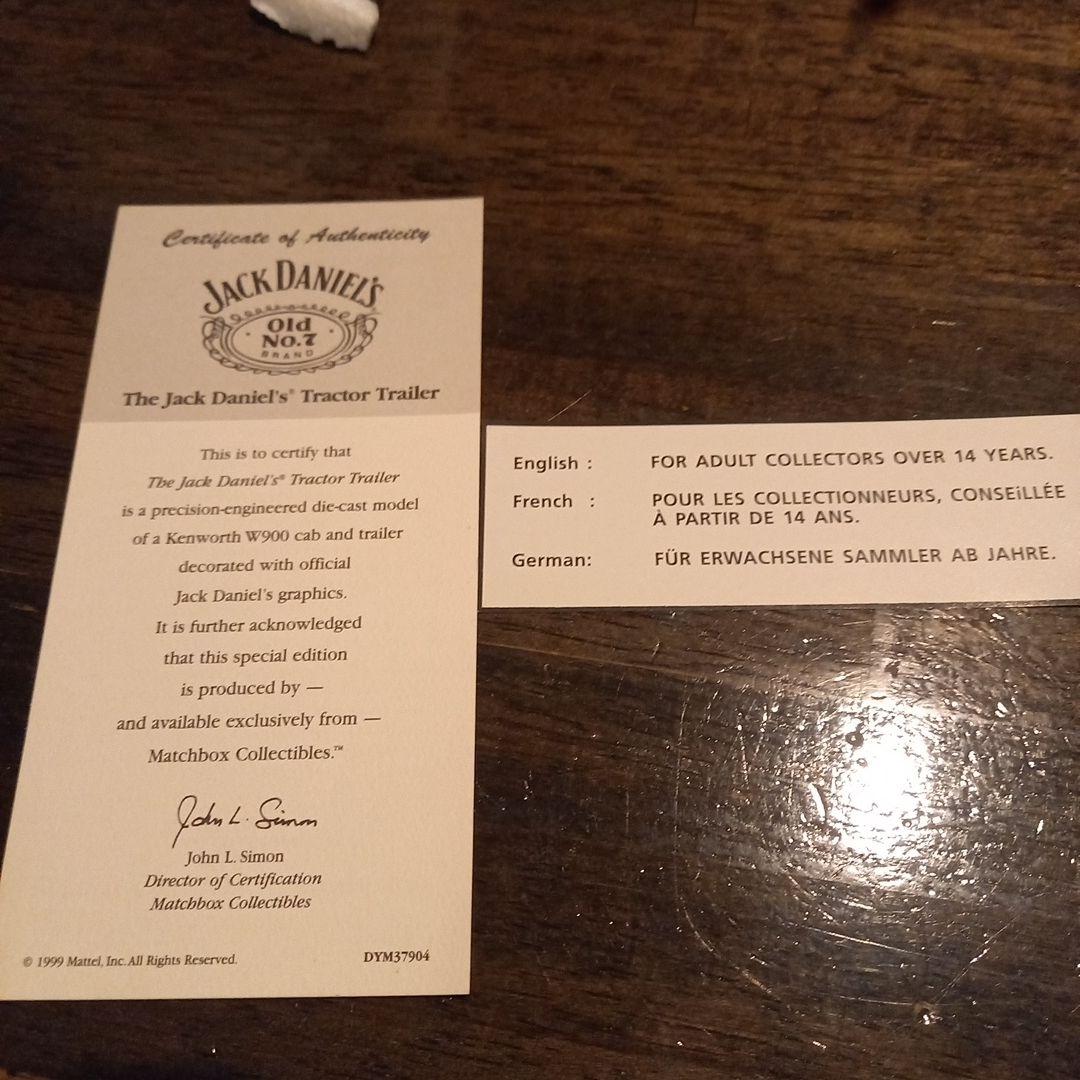 Certificate of Authenticity
JACK DANIEL'S
Old
No.7
BRAND
The Jack Daniel's® Tractor Trailer
This is to certify that
The Jack Daniel's® Tractor Trailer
is a precision-engineered die-cast model
of a Kenworth W900 cab and trailer
decorated with official
Jack Daniel's graphics.
It is further acknowledged
that this special edition
is produced by —
and available exclusively from —
Matchbox Collectibles.™
John L. Simon
John L. Simon
Director of Certification
Matchbox Collectibles
© 1999 Mattel, Inc. All Rights Reserved.
DYM37904
English : FOR ADULT COLLECTORS OVER 14 YEARS.
French : POUR LES COLLECTIONNEURS, CONSEiLLÉE
À PARTIR DE 14 ANS.
German: FÜR ERWACHSENE SAMMLER AB JAHRE.